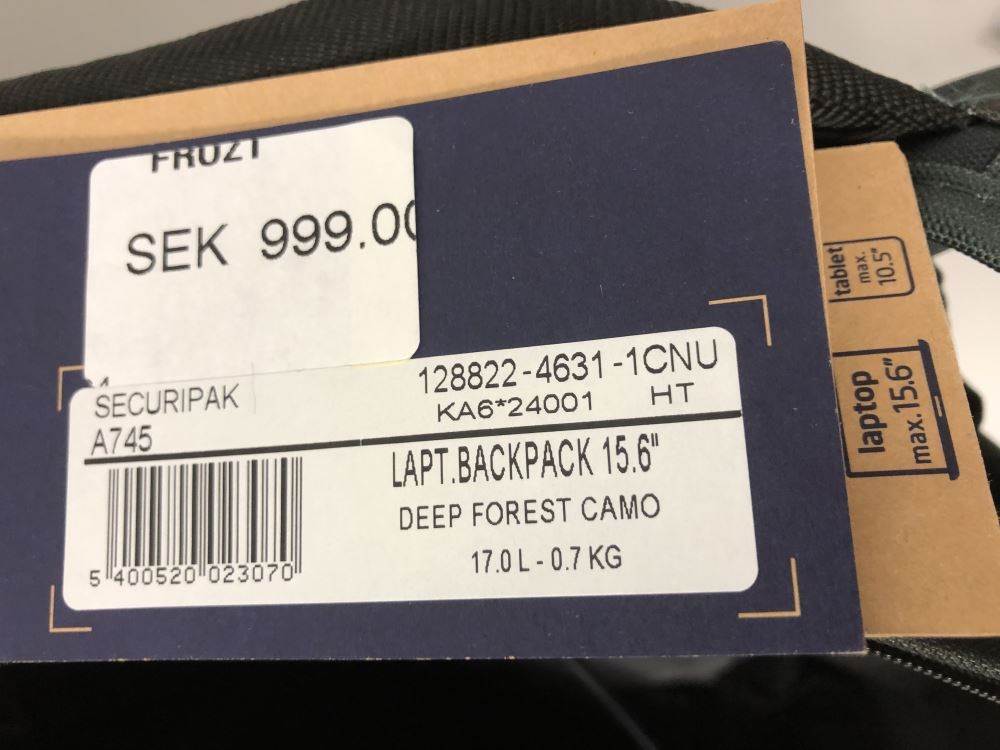 SEK 999.00
SECURIPAK
128822-4631-1CNU
A745
KA6*24001 HT
LAPT.BACKPACK 15.6"
DEEP FOREST CAMO
17.0 L - 0.7 KG
5 400520 023070
tablet
max.
10.5"
laptop
max.15.6"